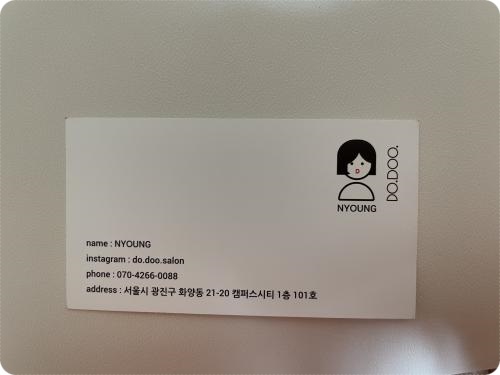 DO.DOO.
NYOUNG
name : NYOUNG
instagram : do.doo.salon
phone : 070-4266-0088
address : 서울시 광진구 화양동 21-20 캠퍼스시티 1층 101호